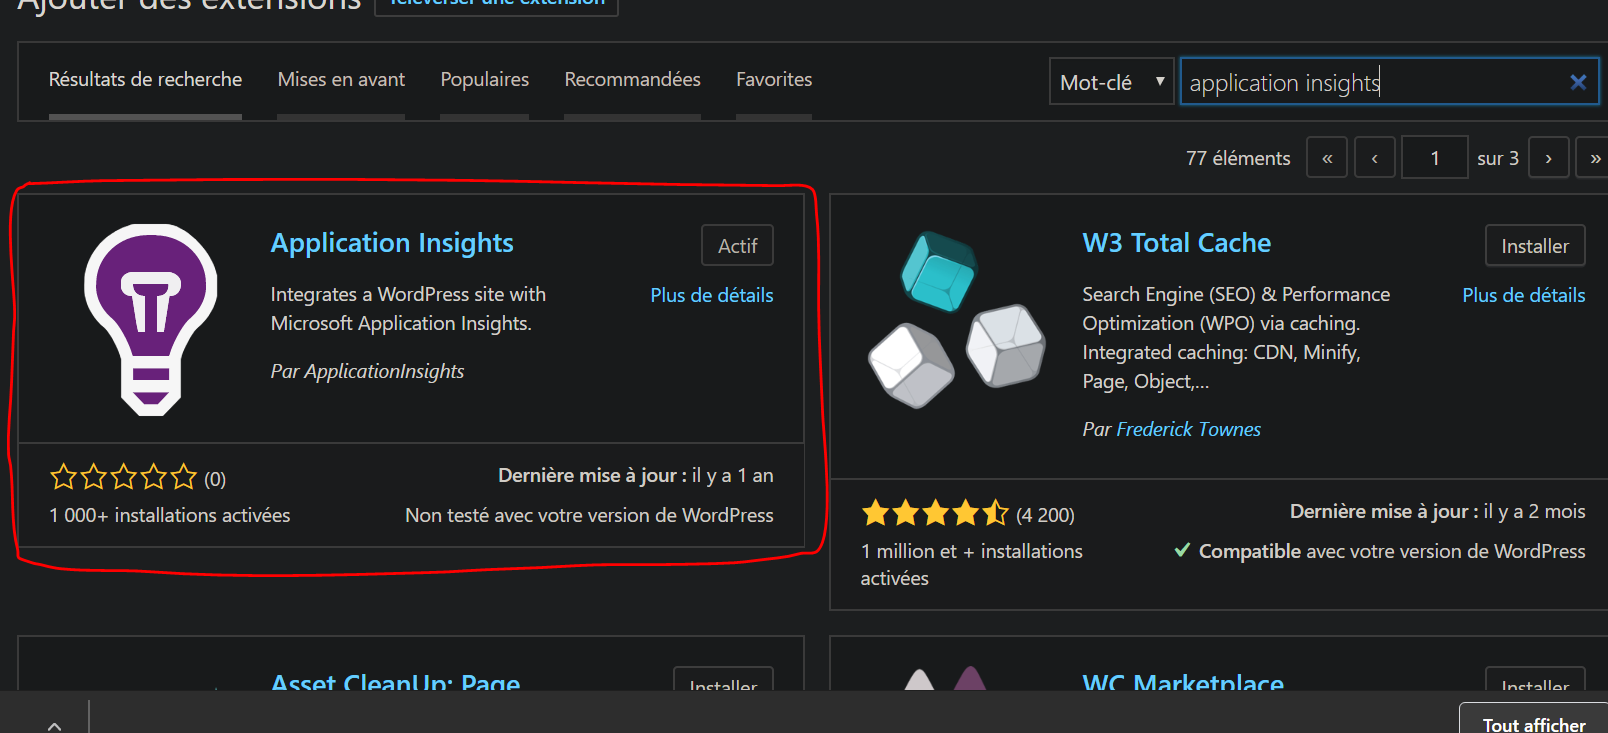 Ajouter des extensions
Téléverser une extension
Résultats de recherche
Mises en avant
Populaires
Recommandées
Favorites
Mot-clé
application insights
77 éléments
«
‹
1
sur 3
›
»
Application Insights
Actif
Integrates a WordPress site with
Microsoft Application Insights.
Plus de détails
Par ApplicationInsights
(0)
Dernière mise à jour : il y a 1 an
1 000+ installations activées
Non testé avec votre version de WordPress
W3 Total Cache
Installer
Search Engine (SEO) & Performance
Optimization (WPO) via caching.
Integrated caching: CDN, Minify,
Page, Object,...
Plus de détails
Par Frederick Townes
(4 200)
Dernière mise à jour : il y a 2 mois
1 million et + installations
activées
Compatible avec votre version de WordPress
Asset CleanUp: Page
Installer
WC Marketplace
Installer
Tout afficher